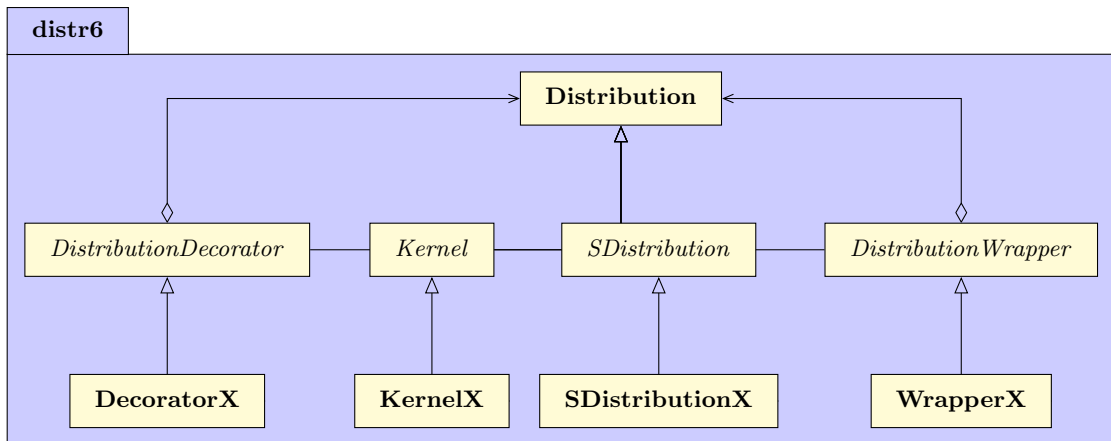 distr6
Distribution
DistributionDecorator
Kernel
SDistribution
DistributionWrapper
DecoratorX
KernelX
SDistributionX
WrapperX